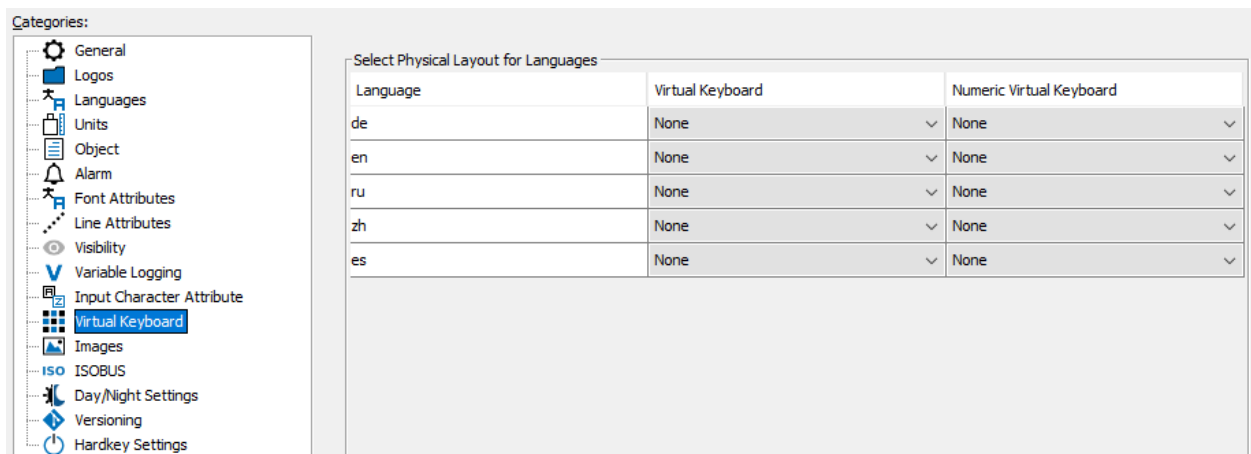 Categories:
General
Logos
Languages
Units
Object
Alarm
Font Attributes
Line Attributes
Visibility
Variable Logging
Input Character Attribute
Virtual Keyboard
Images
ISO ISOBUS
Day/Night Settings
Versioning
Hardkey Settings
Select Physical Layout for Languages
Language Virtual Keyboard Numeric Virtual Keyboard
de None None
en None None
ru None None
zh None None
es None None